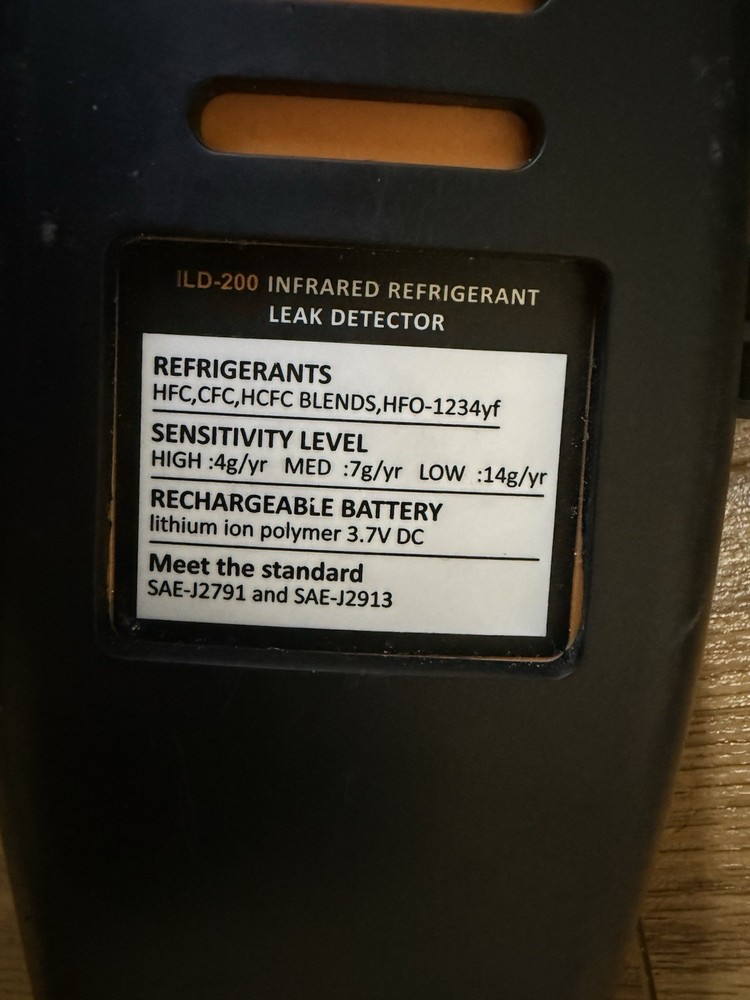 ILD-200 INFRARED REFRIGERANT
LEAK DETECTOR
REFRIGERANTS
HFC,CFC,HCFC BLENDS,HFO-1234yf
SENSITIVITY LEVEL
HIGH :4g/yr MED :7g/yr LOW :14g/yr
RECHARGEABLE BATTERY
lithium ion polymer 3.7V DC
Meet the standard
SAE-J2791 and SAE-J2913